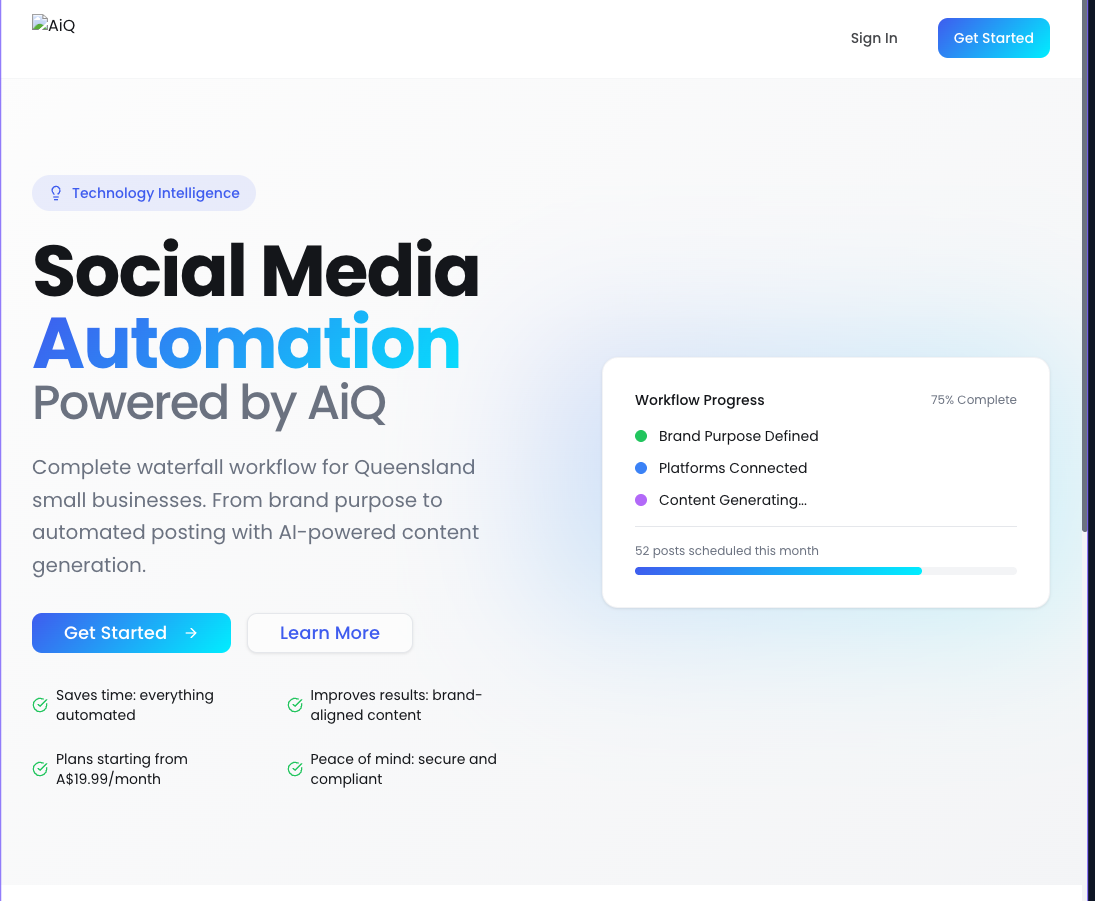 AiQ
Sign In
Get Started
Technology Intelligence
Social Media
Automation
Powered by AiQ
Complete waterfall workflow for Queensland
small businesses. From brand purpose to
automated posting with AI-powered content
generation.
Get Started
Learn More
Saves time: everything
automated
Improves results: brand-
aligned content
Plans starting from
A$19.99/month
Peace of mind: secure and
compliant
Workflow Progress
75% Complete
Brand Purpose Defined
Platforms Connected
Content Generating...
52 posts scheduled this month